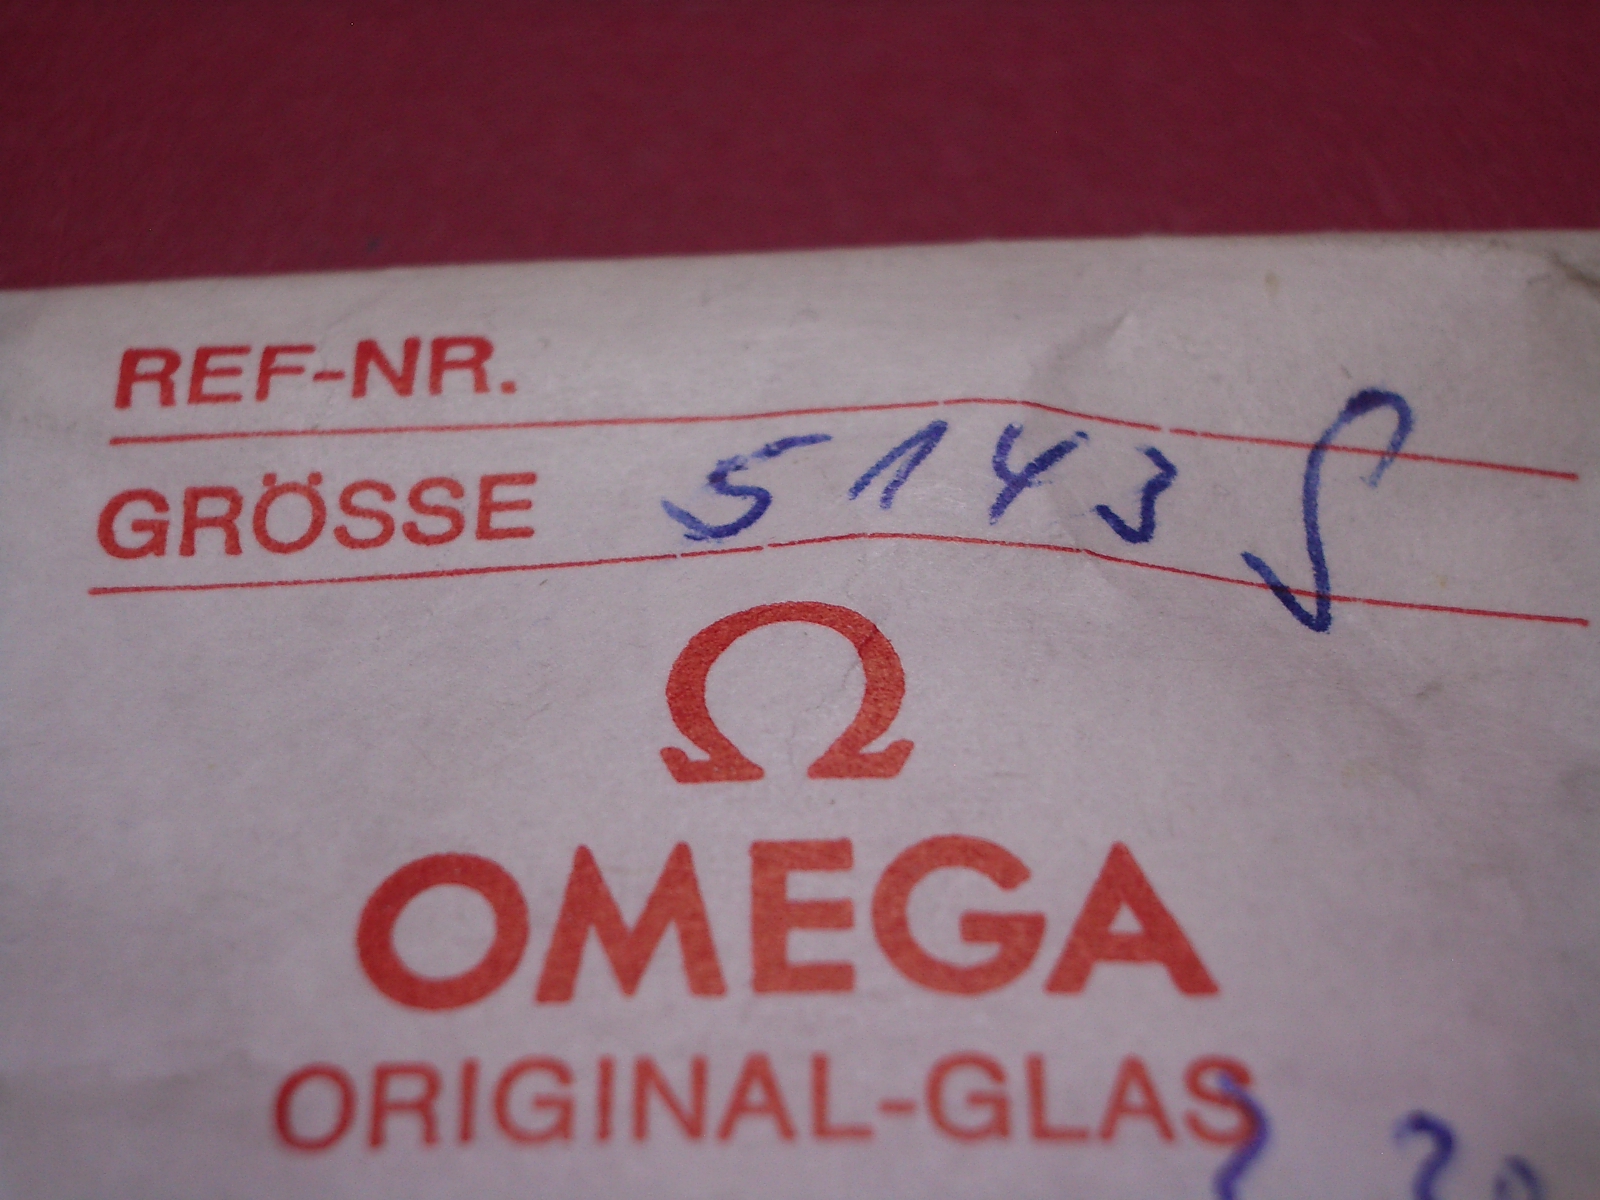 REF-NR.
GRÖSSE 5143
Ω
OMEGA
ORIGINAL-GLAS